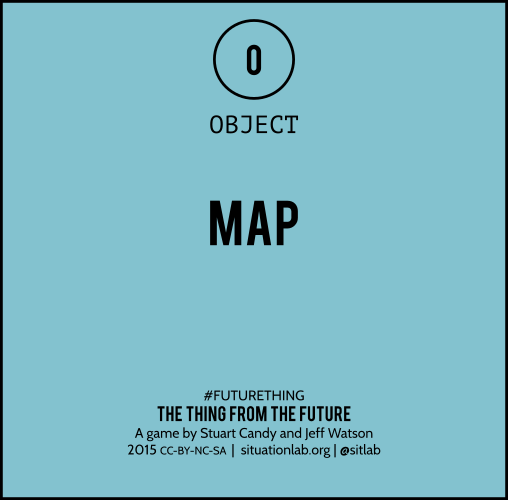 O
OBJECT
MAP
#FUTURETHING
THE THING FROM THE FUTURE
A game by Stuart Candy and Jeff Watson
2015 CC-BY-NC-SA | situationlab.org | @sitlab